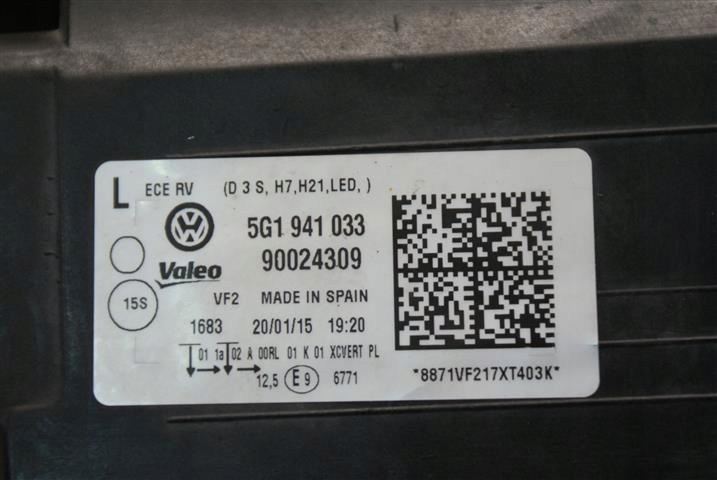 L ECE RV (D 3 S, H7,H21,LED, )
5G1 941 033
Valeo 90024309
15S VF2 MADE IN SPAIN
1683 20/01/15 19:20
01 1a 02 A 00RL 01 K 01 XCVERT PL
12,5 E 9 6771
*8871VF217XT403K*